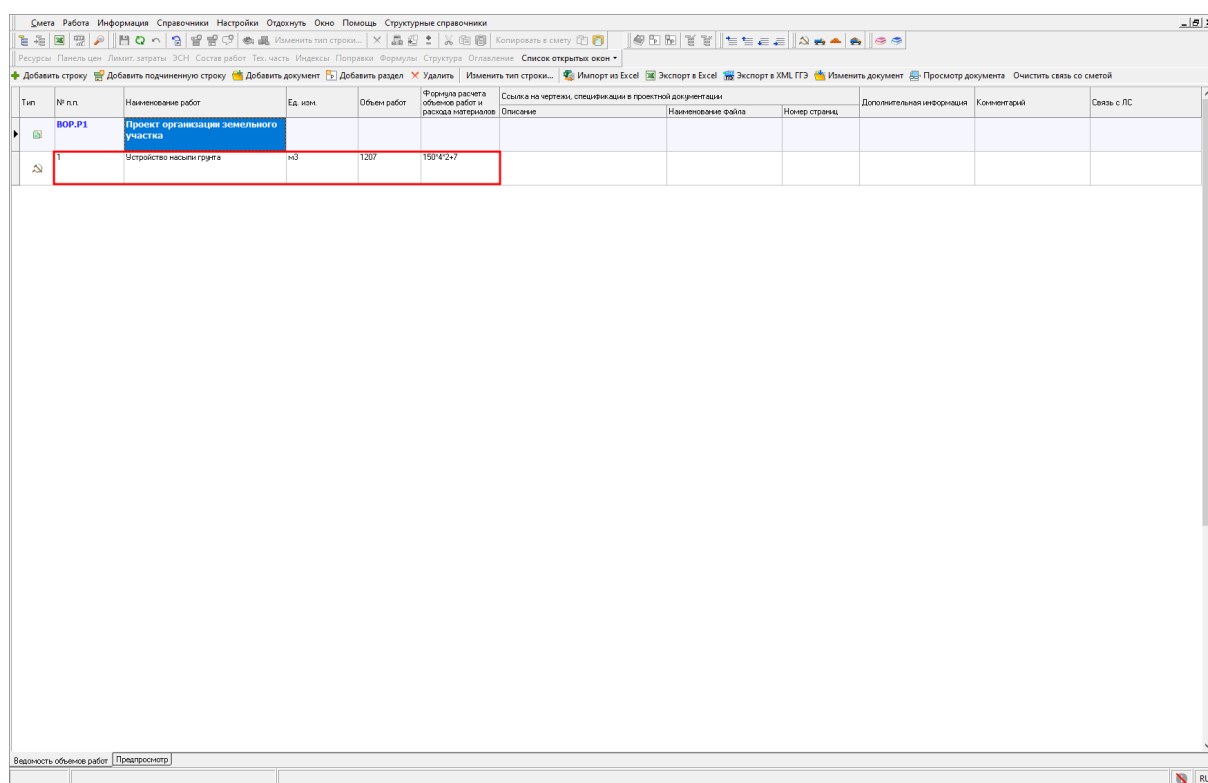 Смета Работа Информация Справочники Настройки Отдохнуть Окно Помощь Структурные справочники
Изменить тип строки... Копировать в смету
Ресурсы Панель цен Лимит. затраты ЭСН Состав работ Тех. часть Индексы Поправки Формулы Структура Оглавление Список открытых окон
Добавить строку Добавить подчиненную строку Добавить документ Добавить раздел Удалить Изменить тип строки... Импорт из Excel Экспорт в Excel Экспорт в XML ГГЭ Изменить документ Просмотр документа Очистить связь со сметой
Тип № п.п. Наименование работ Ед. изм. Объем работ Формула расчета объемов работ и расхода материалов Ссылка на чертежи, спецификации в проектной документации Дополнительная информация Комментарий Связь с ЛС
Описание Наименование файла Номер страниц
ВОР.Р1 Проект организации земельного
участка
1 Устройство насыпи грунта м3 1207 150*4*2+7
Ведомость объемов работ Предпросмотр
RU